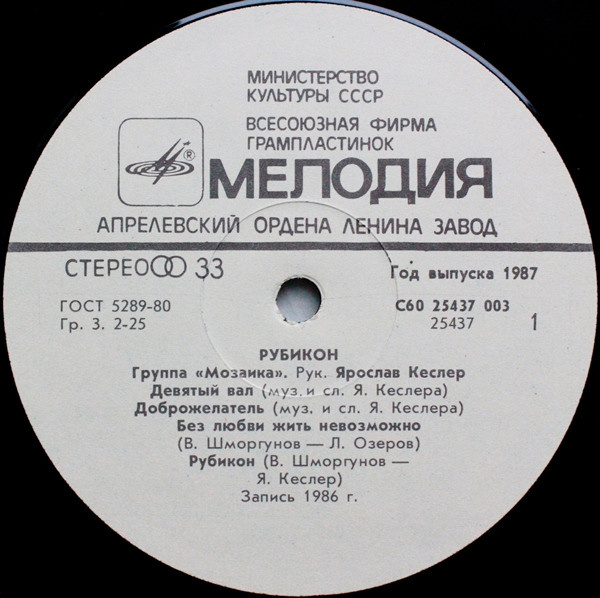 МИНИСТЕРСТВО
КУЛЬТУРЫ СССР
ВСЕСОЮЗНАЯ ФИРМА
ГРАМПЛАСТИНОК
® МЕЛОДИЯ
АПРЕЛЕВСКИЙ ОРДЕНА ЛЕНИНА ЗАВОД
СТЕРЕО 33 Год выпуска 1987
ГОСТ 5289-80 С60 25437 003
Гр. 3. 2-25 25437 1
РУБИКОН
Группа «Мозаика». Рук. Ярослав Кеслер
Девятый вал (муз. и сл. Я. Кеслера)
Доброжелатель (муз. и сл. Я. Кеслера)
Без любви жить невозможно
(В. Шморгунов — Л. Озеров)
Рубикон (В. Шморгунов —
Я. Кеслер)
Запись 1986 г.